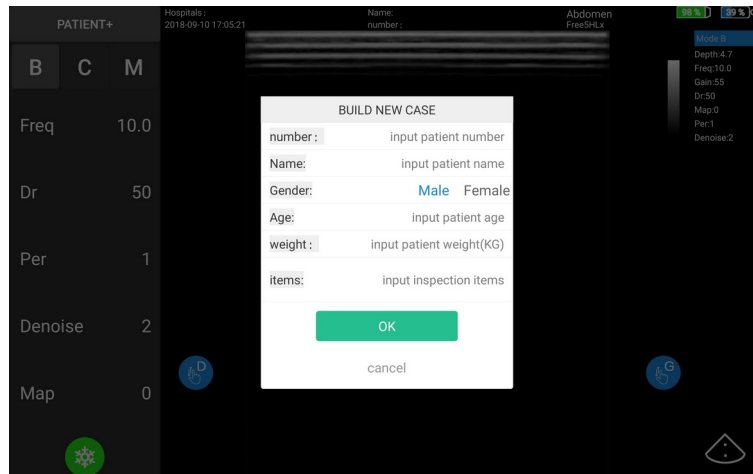 PATIENT+
Hospitals :
2018-09-10 17:05:21
Name:
number :
Abdomen
Free5HLx
98 %
39 %
B C M
Freq 10.0
Dr 50
Per 1
Denoise 2
Map 0
BUILD NEW CASE
number : input patient number
Name: input patient name
Gender: Male Female
Age: input patient age
weight : input patient weight(KG)
items: input inspection items
OK
cancel
D
G
Mode:B
Depth:4.7
Freq:10.0
Gain:55
Dr:50
Map:0
Per:1
Denoise:2